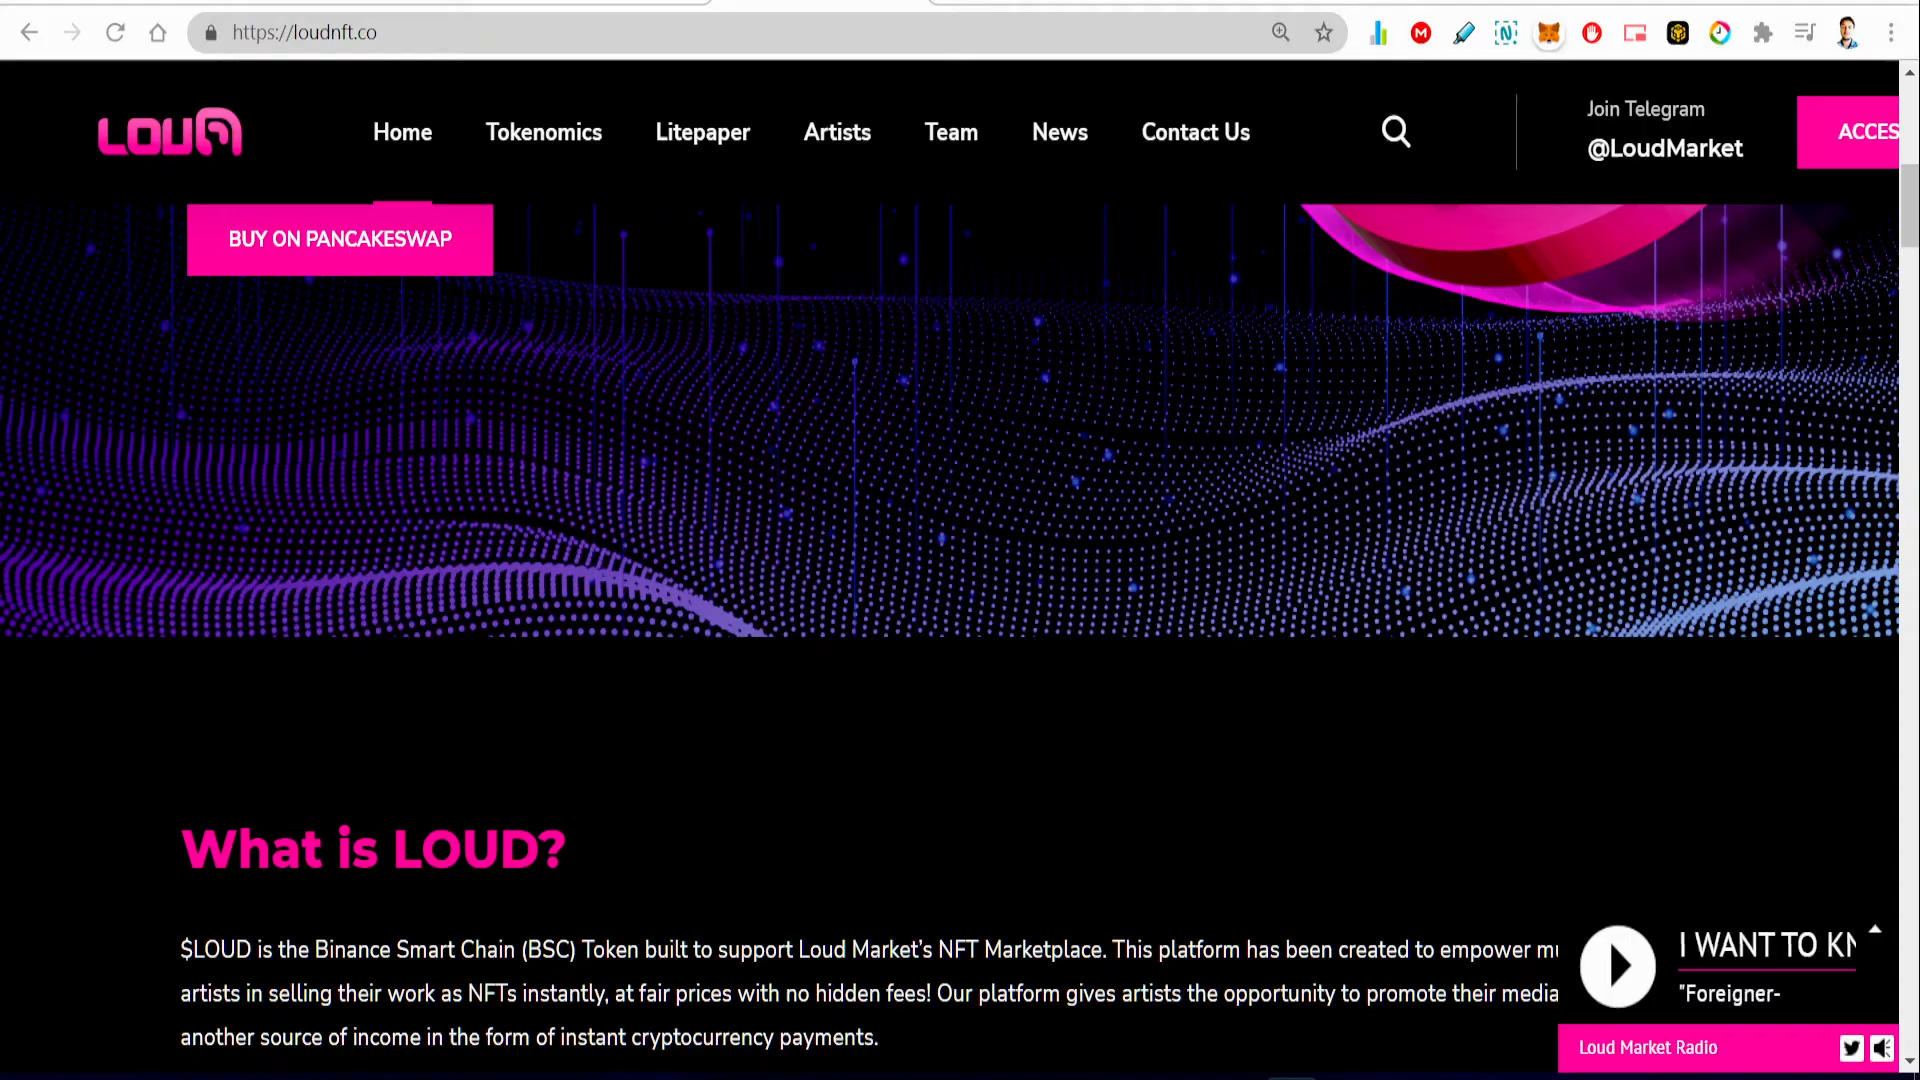 https://loudnft.co
LOUD
Home
Tokenomics
Litepaper
Artists
Team
News
Contact Us
Join Telegram
@LoudMarket
BUY ON PANCAKESWAP
What is LOUD?
$LOUD is the Binance Smart Chain (BSC) Token built to support Loud Market’s NFT Marketplace. This platform has been created to empower
artists in selling their work as NFTs instantly, at fair prices with no hidden fees! Our platform gives artists the opportunity to promote their media
another source of income in the form of instant cryptocurrency payments.
I WANT TO
"Foreigner-
Loud Market Radio